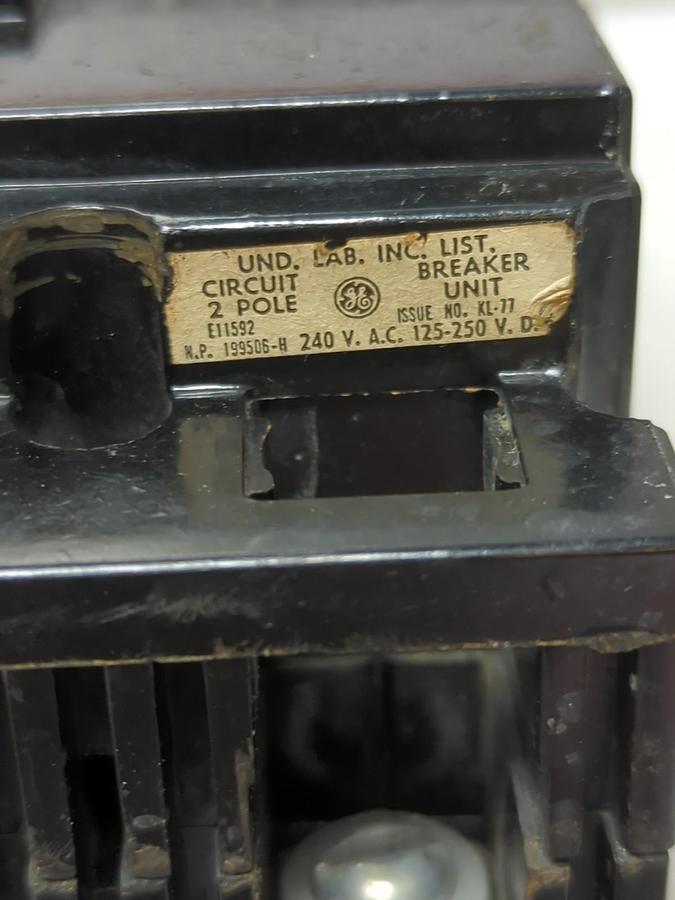 UND. LAB. INC. LIST.
CIRCUIT BREAKER
2 POLE UNIT
E11592 ISSUE NO. KL-77
N.P. 199506-H 240 V. A.C. 125-250 V. D.